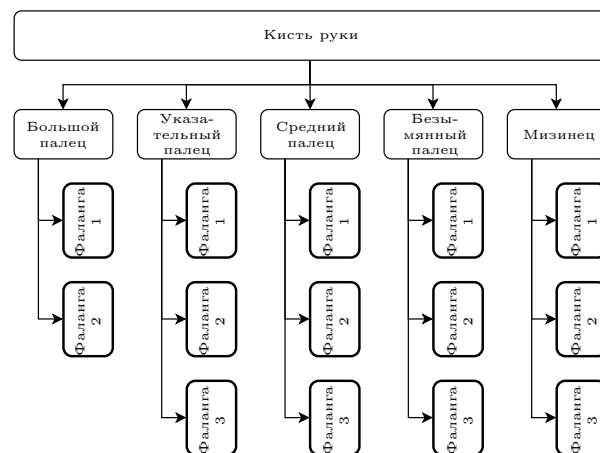 Кисть руки
Большой
палец
Указа-
тельный
палец
Средний
палец
Безы-
мянный
палец
Мизинец
Фаланга
1
Фаланга
1
Фаланга
1
Фаланга
1
Фаланга
1
Фаланга
2
Фаланга
2
Фаланга
2
Фаланга
2
Фаланга
2
Фаланга
3
Фаланга
3
Фаланга
3
Фаланга
3